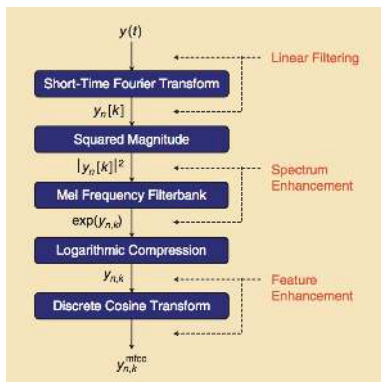 y(t)
Linear Filtering
Short-Time Fourier Transform
yₙ[k]
Squared Magnitude
|yₙ[k]|²
Spectrum
Enhancement
Mel Frequency Filterbank
exp(yₙ,ₖ)
Logarithmic Compression
yₙ,ₖ
Feature
Enhancement
Discrete Cosine Transform
yₙ,ₖᵐᶠᶜᶜ